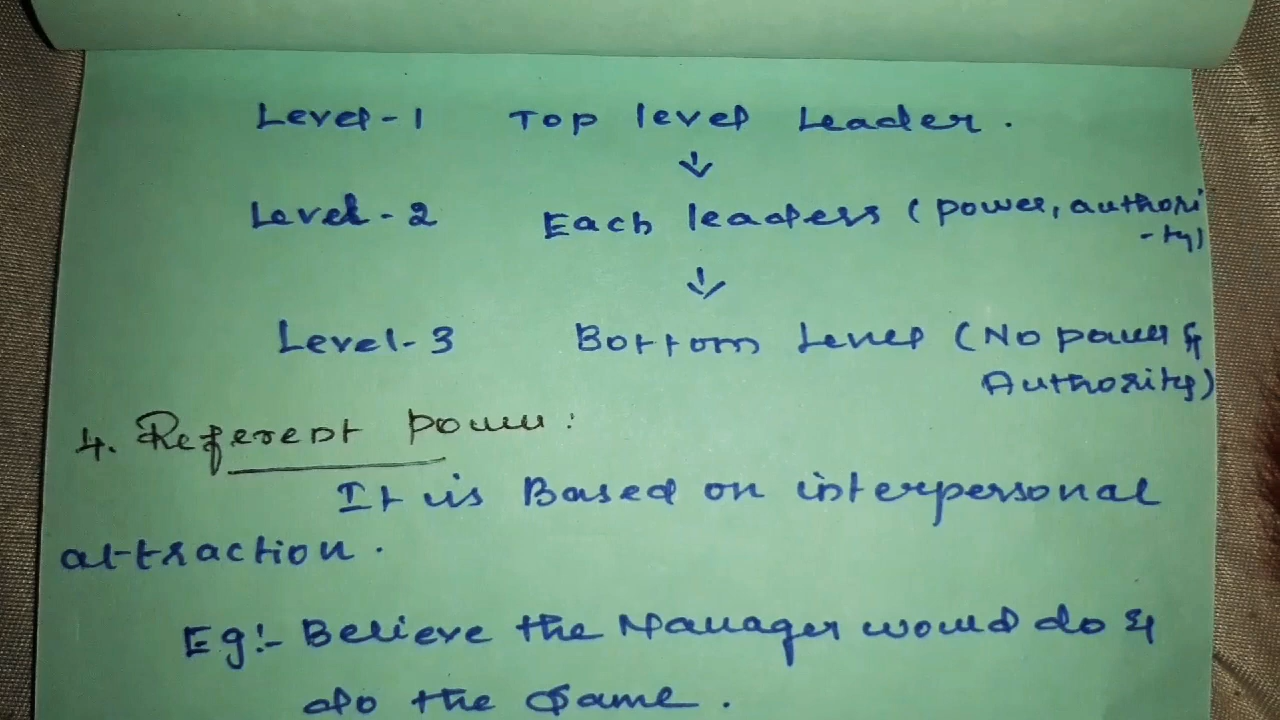 Level-1 Top level Leader.
↓
Level-2 Each leaders (power, authori
-ty)
↓
Level-3 Bottom Level (No power &
Authority)
4. Referent power:
It is Based on interpersonal
attraction.
Eg:- Believe the Manager would do &
do the same.